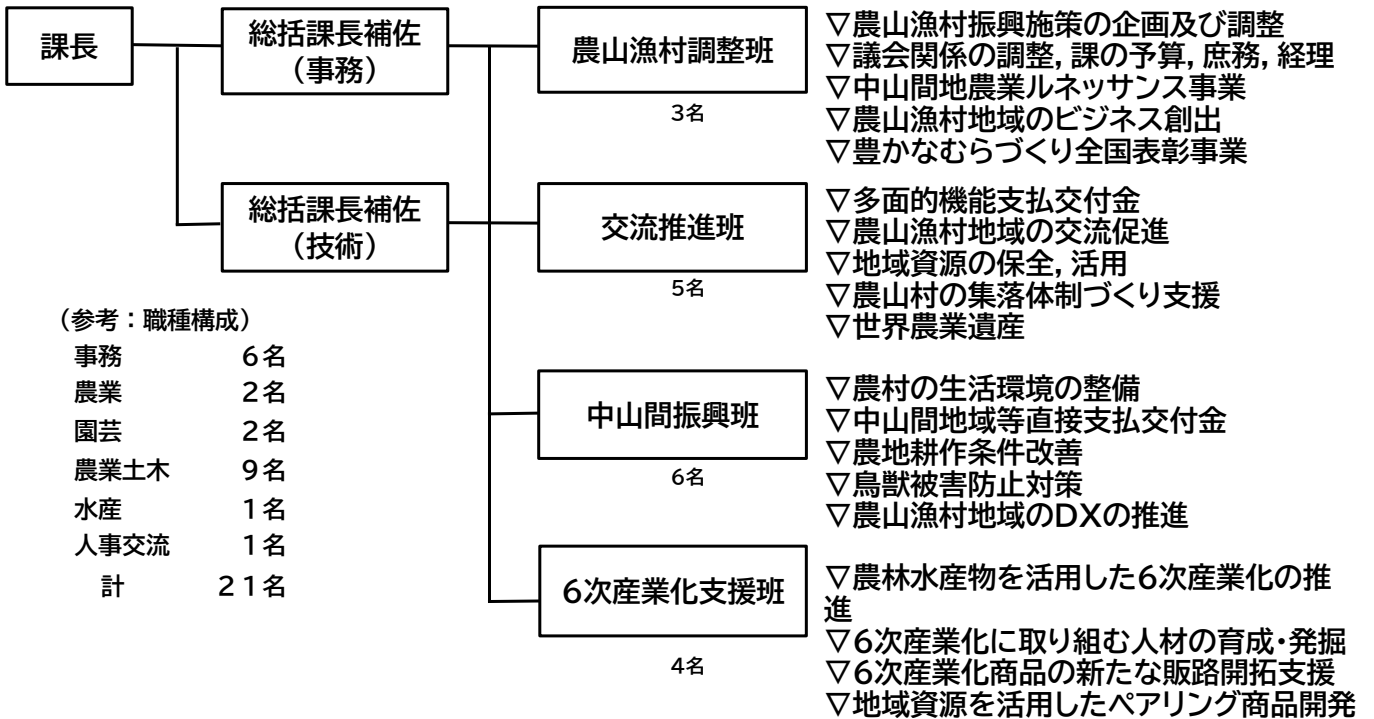 課長
総括課長補佐
（事務）
総括課長補佐
（技術）
農山漁村調整班
3名
▽農山漁村振興施策の企画及び調整
▽議会関係の調整，課の予算，庶務，経理
▽中山間地農業ルネッサンス事業
▽農山漁村地域のビジネス創出
▽豊かなむらづくり全国表彰事業
交流推進班
5名
▽多面的機能支払交付金
▽農山漁村地域の交流促進
▽地域資源の保全，活用
▽農山村の集落体制づくり支援
▽世界農業遺産
中山間振興班
6名
▽農村の生活環境の整備
▽中山間地域等直接支払交付金
▽農地耕作条件改善
▽鳥獣被害防止対策
▽農山漁村地域のDXの推進
6次産業化支援班
4名
▽農林水産物を活用した6次産業化の推
進
▽6次産業化に取り組む人材の育成・発掘
▽6次産業化商品の新たな販路開拓支援
▽地域資源を活用したペアリング商品開発
（参考：職種構成）
事務 6名
農業 2名
園芸 2名
農業土木 9名
水産 1名
人事交流 1名
計 21名